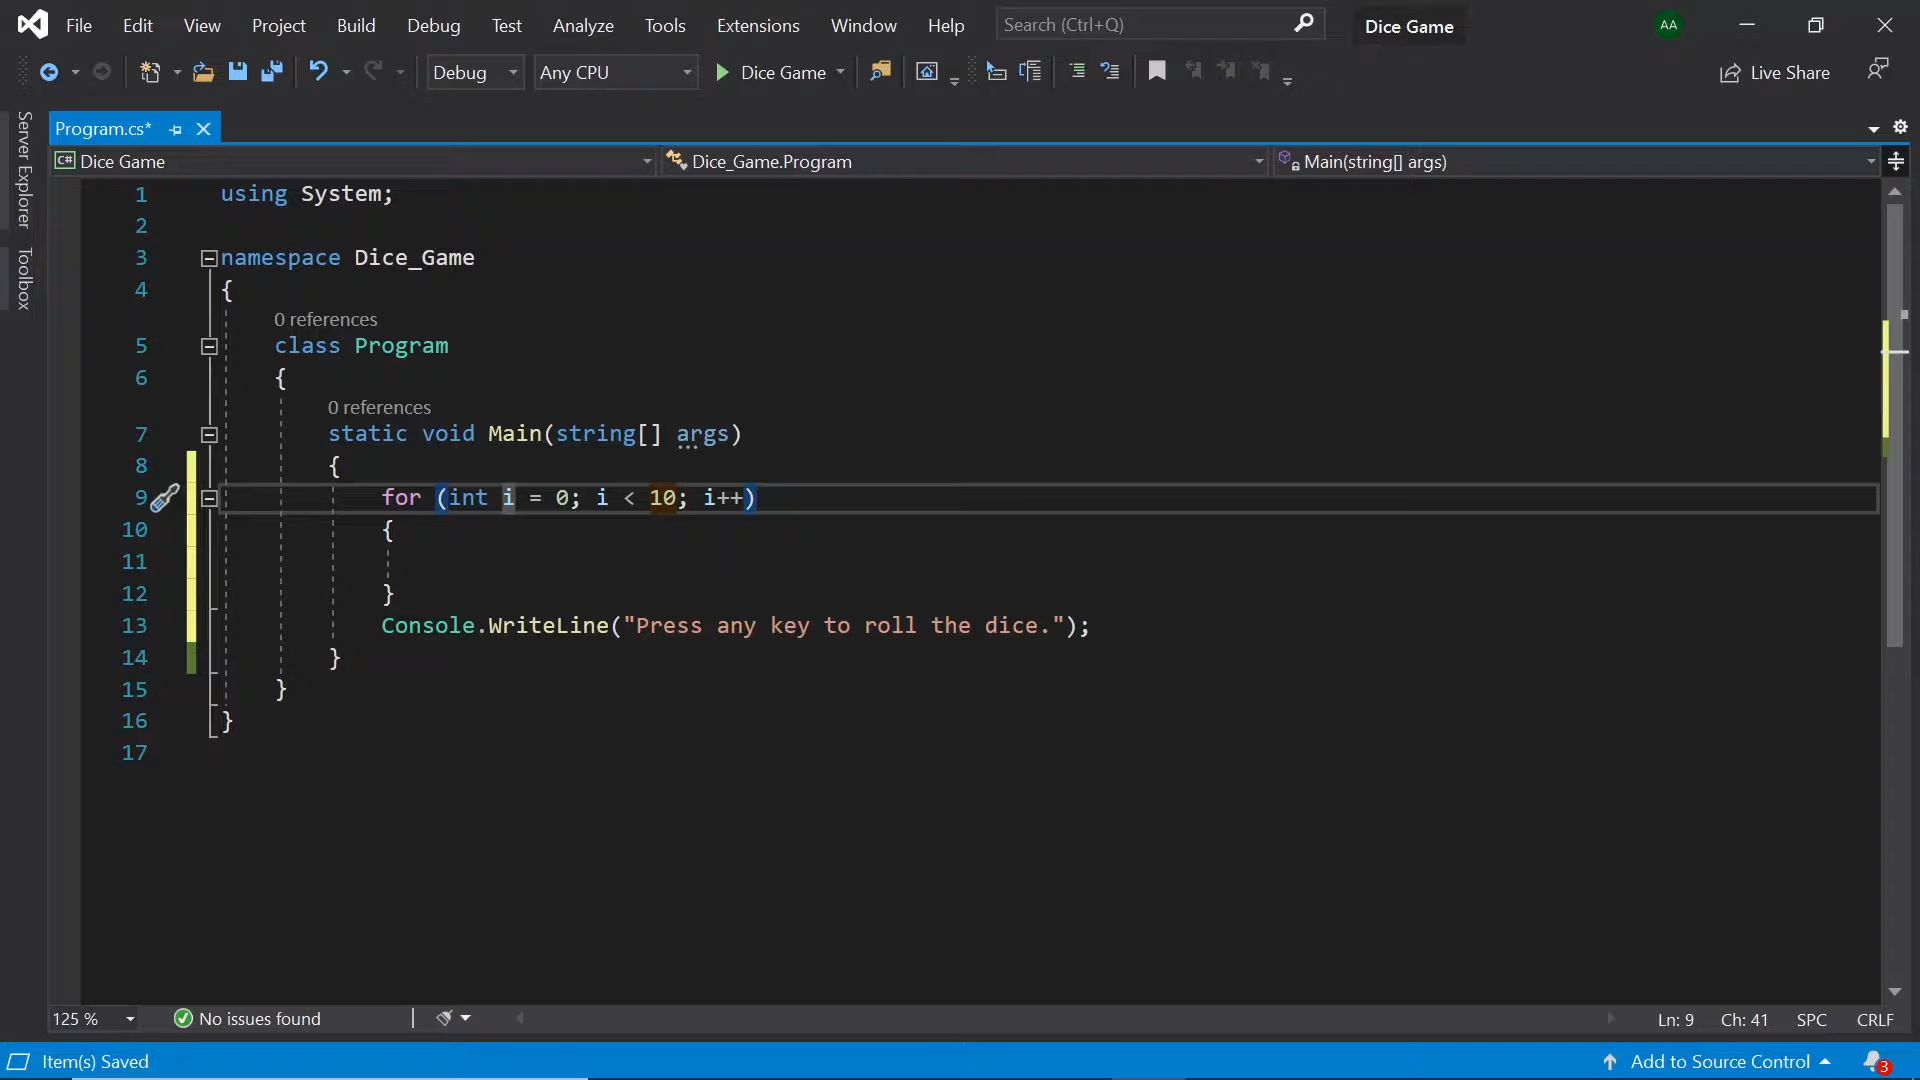 File Edit View Project Build Debug Test Analyze Tools Extensions Window Help Search (Ctrl+Q) Dice Game AA
Debug Any CPU Dice Game Live Share
Server Explorer
Toolbox
Program.cs*
C# Dice Game Dice_Game.Program Main(string[] args)
1 using System;
2
3 namespace Dice_Game
4 {
0 references
5 class Program
6 {
0 references
7 static void Main(string[] args)
8 {
9 for (int i = 0; i < 10; i++)
10 {
11
12 }
13 Console.WriteLine("Press any key to roll the dice.");
14 }
15 }
16 }
17
125 % No issues found Ln: 9 Ch: 41 SPC CRLF
Item(s) Saved Add to Source Control 3